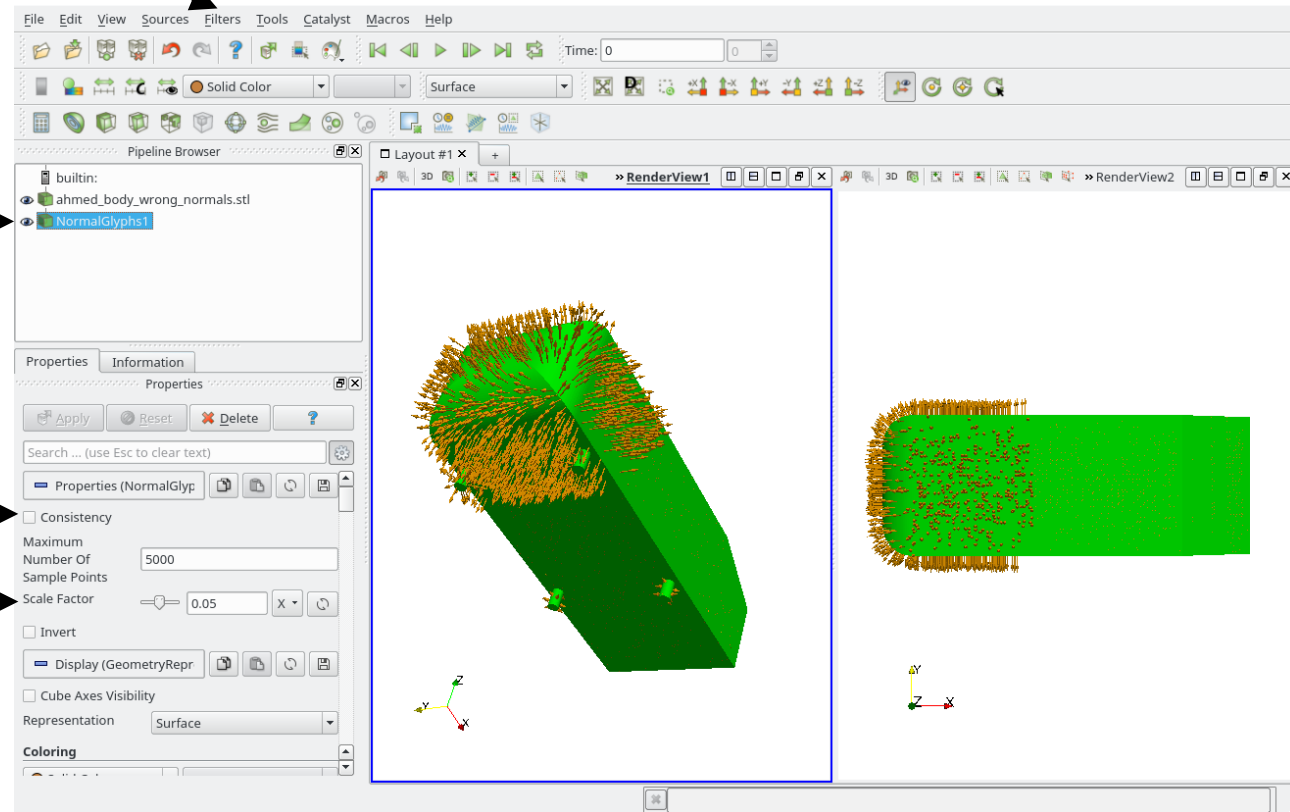 File Edit View Sources Filters Tools Catalyst Macros Help
Time: 0 0
Solid Color Surface D +X -X +Y -Y +Z -Z
Pipeline Browser
Layout #1 +
builtin:
3D » RenderView1 3D » RenderView2
ahmed_body_wrong_normals.stl
NormalGlyphs1
Properties Information
Properties
Apply Reset Delete ?
Search ... (use Esc to clear text)
Properties (NormalGlyp
Consistency
Maximum
Number Of
Sample Points
5000
Scale Factor 0.05 X
Invert
Display (GeometryRepr
Cube Axes Visibility
Representation Surface
Coloring
Z
Y
X
Y
Z X